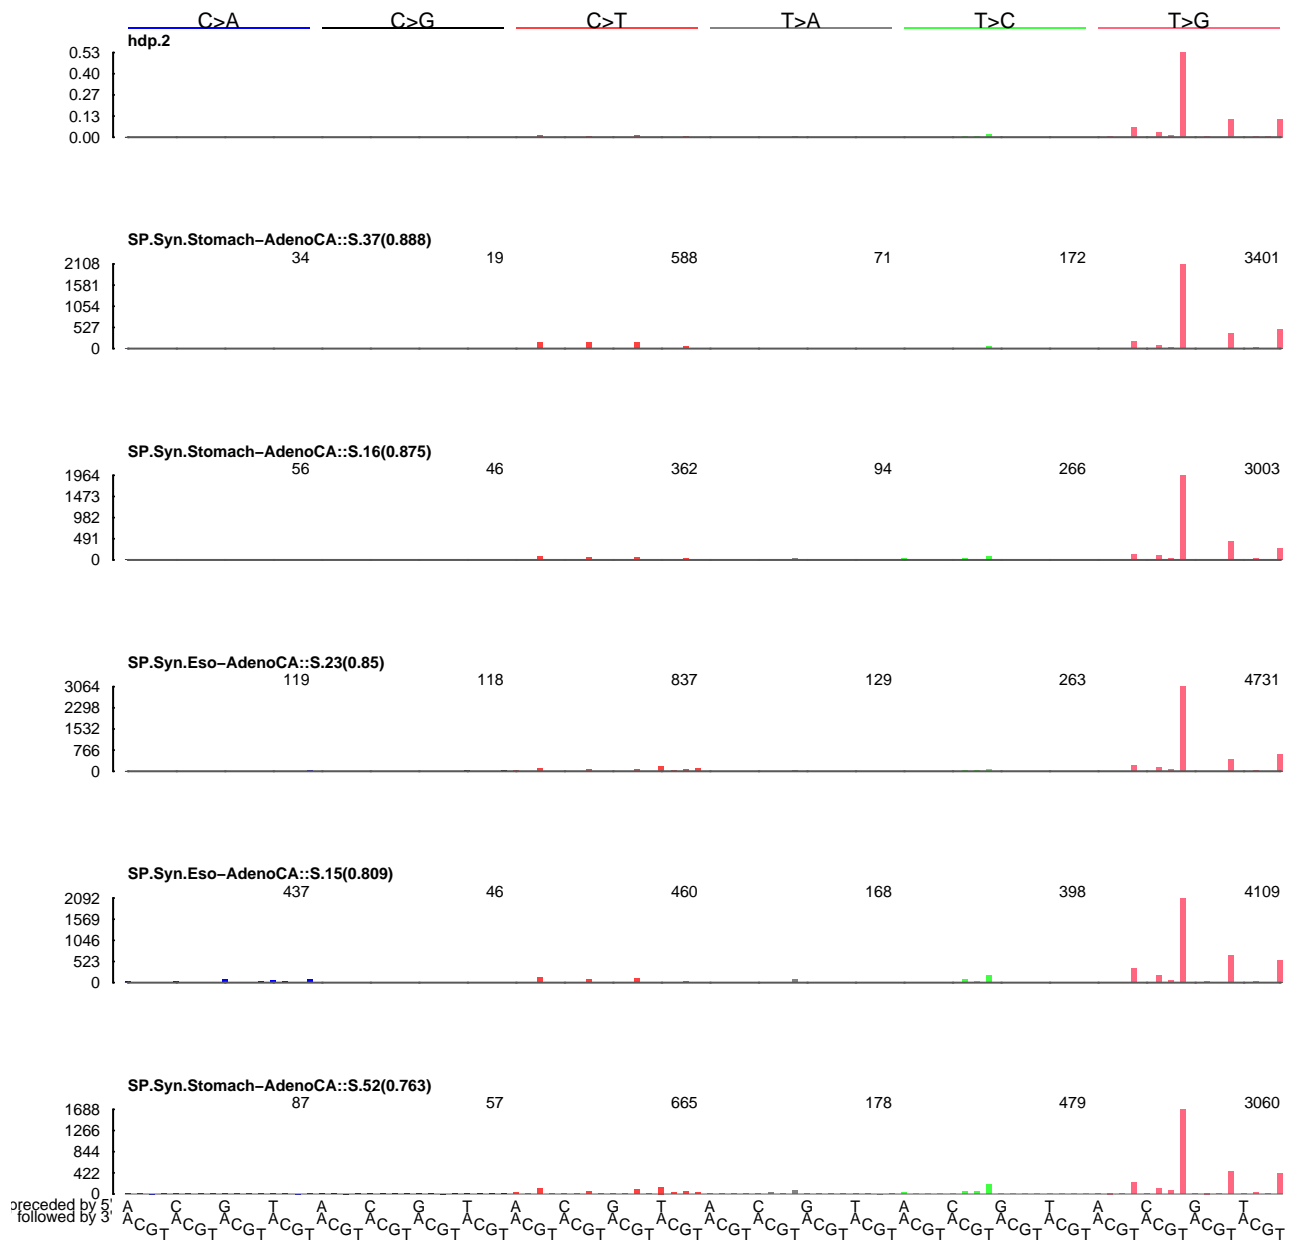 C>A C>G C>T T>A T>C T>G
hdp.2
0.53
0.40
0.27
0.13
0.00
SP.Syn.Stomach−AdenoCA::S.37(0.888)
34 19 588 71 172 3401
2108
1581
1054
527
0
SP.Syn.Stomach−AdenoCA::S.16(0.875)
56 46 362 94 266 3003
1964
1473
982
491
0
SP.Syn.Eso−AdenoCA::S.23(0.85)
119 118 837 129 263 4731
3064
2298
1532
766
0
SP.Syn.Eso−AdenoCA::S.15(0.809)
437 46 460 168 398 4109
2092
1569
1046
523
0
SP.Syn.Stomach−AdenoCA::S.52(0.763)
87 57 665 178 479 3060
1688
1266
844
422
0
preceded by 5' A C G T A C G T A C G T A C G T A C G T A C G T
followed by 3' A C G T A C G T A C G T A C G T A C G T A C G T A C G T A C G T A C G T A C G T A C G T A C G T A C G T A C G T A C G T A C G T A C G T A C G T A C G T A C G T A C G T A C G T A C G T A C G T